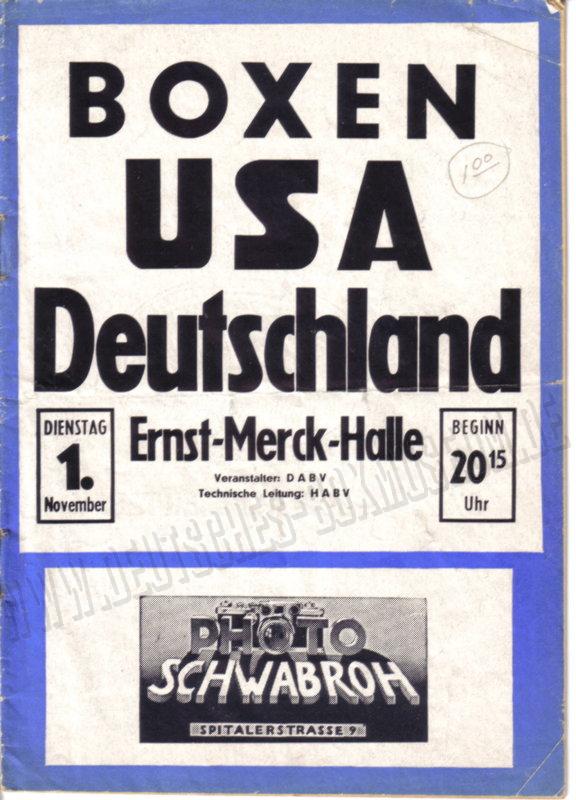 BOXEN
1.00
USA
Deutschland
DIENSTAG
1.
November
Ernst-Merck-Halle
Veranstalter: DABV
Technische Leitung: HABV
BEGINN
20 15
Uhr
WWW.DEUTSCHES-BOXMUSEUM.DE
PHOTO
SCHWABROH
SPITALERSTRASSE 9